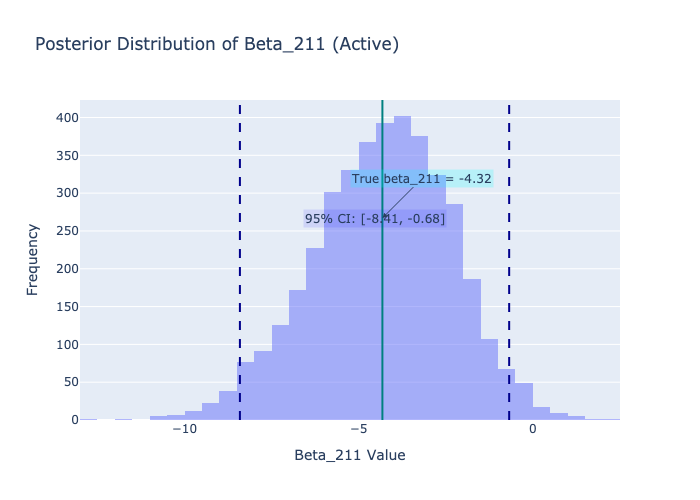 Posterior Distribution of Beta_211 (Active)
400
350
300
250
200
150
100
50
0
Frequency
True beta_211 = -4.32
95% CI: [-8.41, -0.68]
−10
−5
0
Beta_211 Value